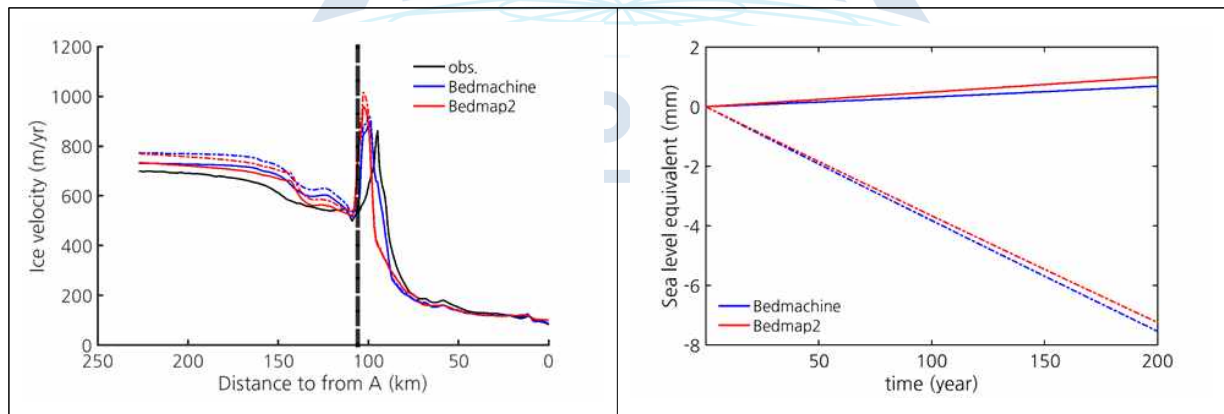 1200
1000
800
600
400
200
0
Ice velocity (m/yr)
obs.
Bedmachine
Bedmap2
250 200 150 100 50 0
Distance to from A (km)
2
0
-2
-4
-6
-8
Sea level equivalent (mm)
Bedmachine
Bedmap2
50 100 150 200
time (year)